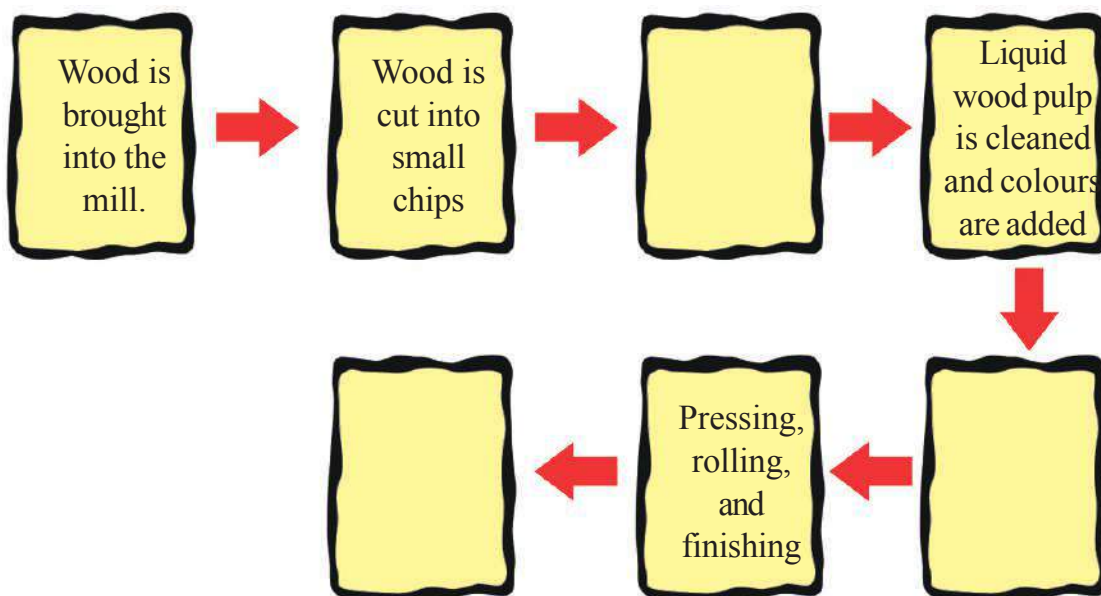 Wood is
brought
into the
mill.
Wood is
cut into
small
chips
Liquid
wood pulp
is cleaned
and colours
are added
Pressing,
rolling,
and
finishing